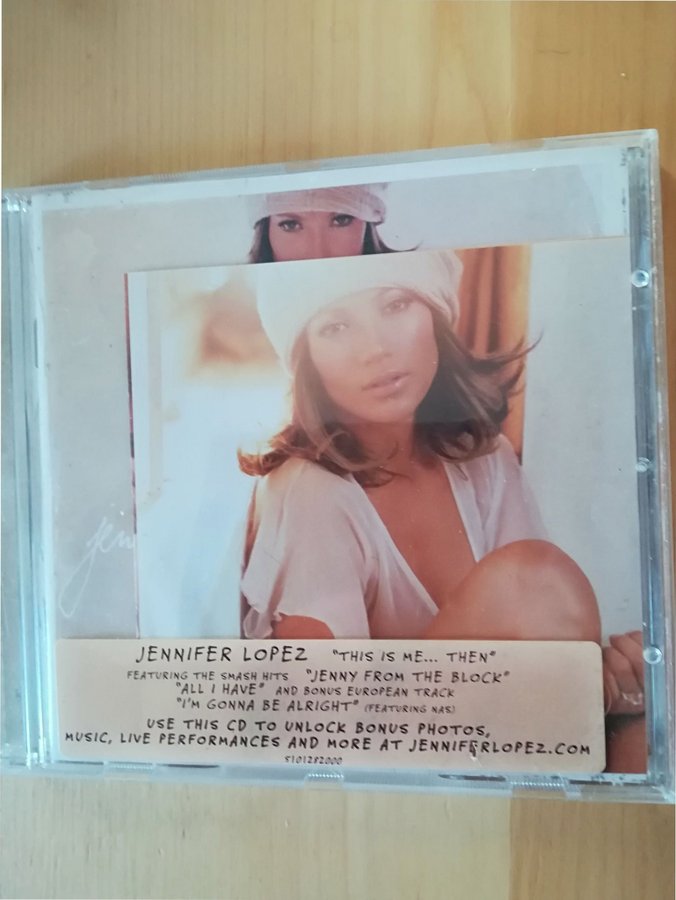 jen
JENNIFER LOPEZ "THIS IS ME... THEN"
FEATURING THE SMASH HITS "JENNY FROM THE BLOCK"
"ALL I HAVE" AND BONUS EUROPEAN TRACK
"I'M GONNA BE ALRIGHT" (FEATURING NAS)
USE THIS CD TO UNLOCK BONUS PHOTOS,
MUSIC, LIVE PERFORMANCES AND MORE AT JENNIFERLOPEZ.COM
5101282000